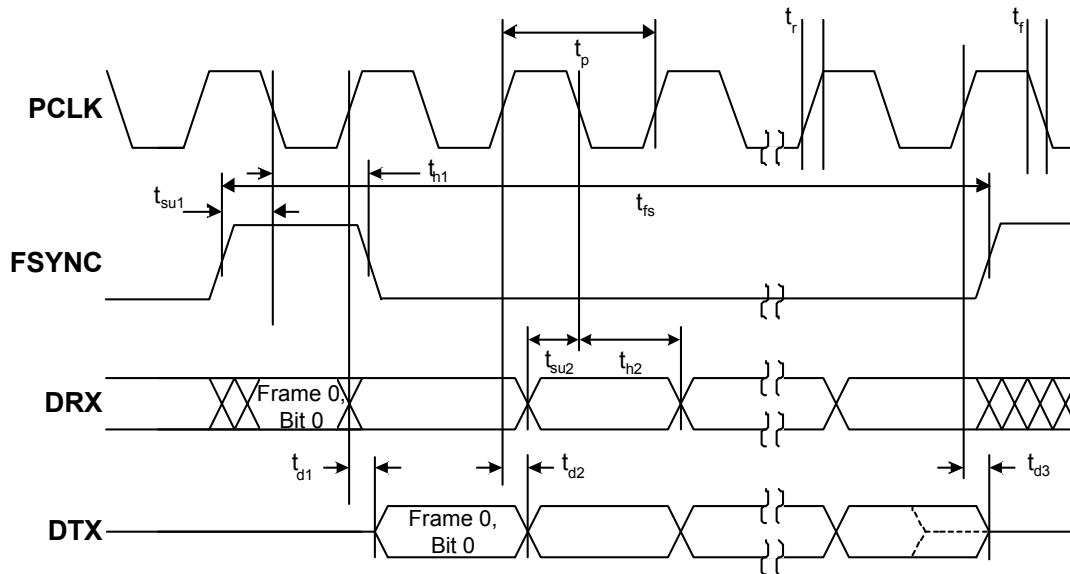 t_r
t_f
t_p
PCLK
t_h1
t_su1
t_fs
FSYNC
t_su2
t_h2
DRX
Frame 0,
Bit 0
t_d1
t_d2
t_d3
DTX
Frame 0,
Bit 0